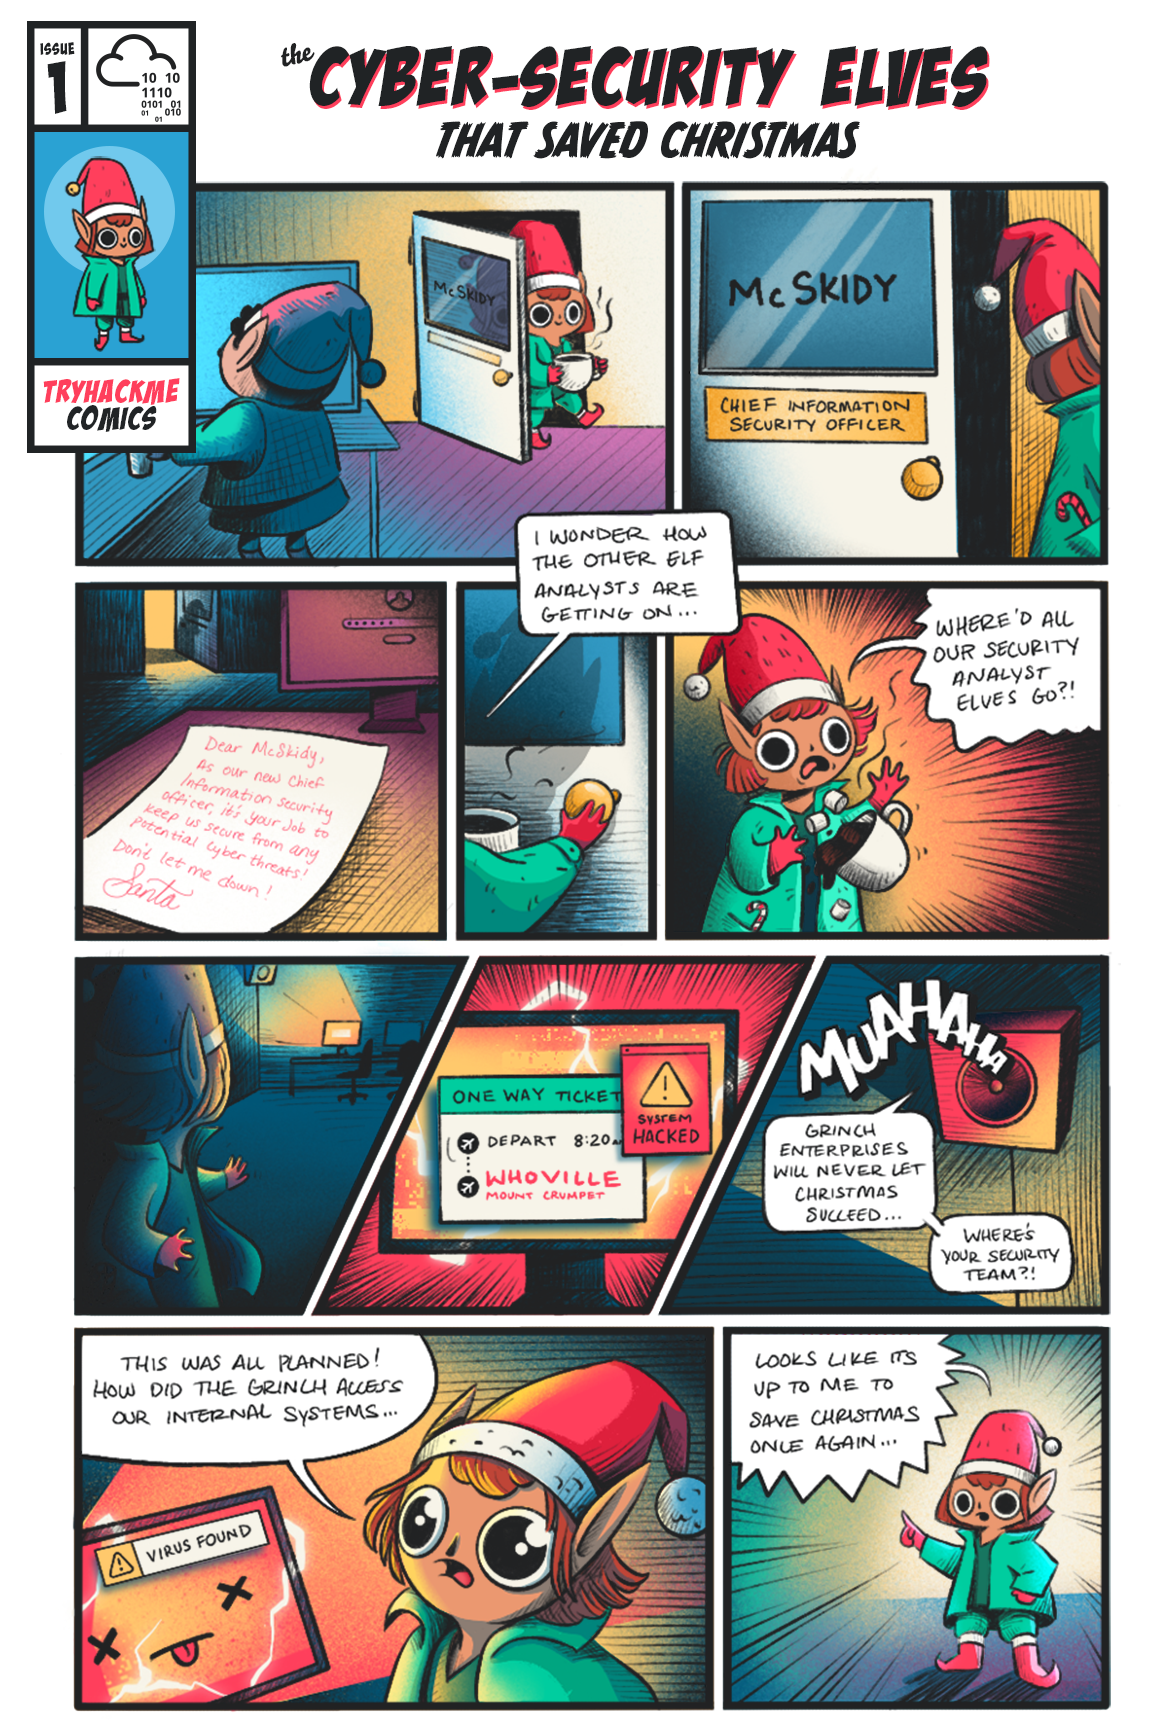 ISSUE
1
10 10
1110
0101 01
01 010
01
TRYHACKME
COMICS
the CYBER-SECURITY ELVES
THAT SAVED CHRISTMAS
McSKIDY
McSKIDY
CHIEF INFORMATION
SECURITY OFFICER
Dear McSkidy,
As our new Chief
Information Security
officer, it's your job to
keep us secure from any
potential cyber threats!
Don't let me down!
Santa
I WONDER HOW
THE OTHER ELF
ANALYSTS ARE
GETTING ON...
WHERE'D ALL
OUR SECURITY
ANALYST
ELVES GO?!
ONE WAY TICKET
DEPART 8:20
WHOVILLE
MOUNT CRUMPET
SYSTEM
HACKED
MUAHAHAHA
GRINCH
ENTERPRISES
WILL NEVER LET
CHRISTMAS
SUCCEED...
WHERE'S
YOUR SECURITY
TEAM?!
THIS WAS ALL PLANNED!
HOW DID THE GRINCH ACCESS
OUR INTERNAL SYSTEMS...
VIRUS FOUND
LOOKS LIKE ITS
UP TO ME TO
SAVE CHRISTMAS
ONCE AGAIN...